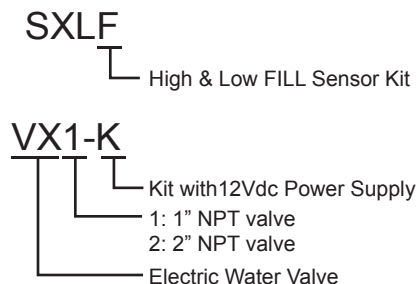 SXLF
High & Low FILL Sensor Kit
VX1-K
Kit with12Vdc Power Supply
1: 1” NPT valve
2: 2” NPT valve
Electric Water Valve